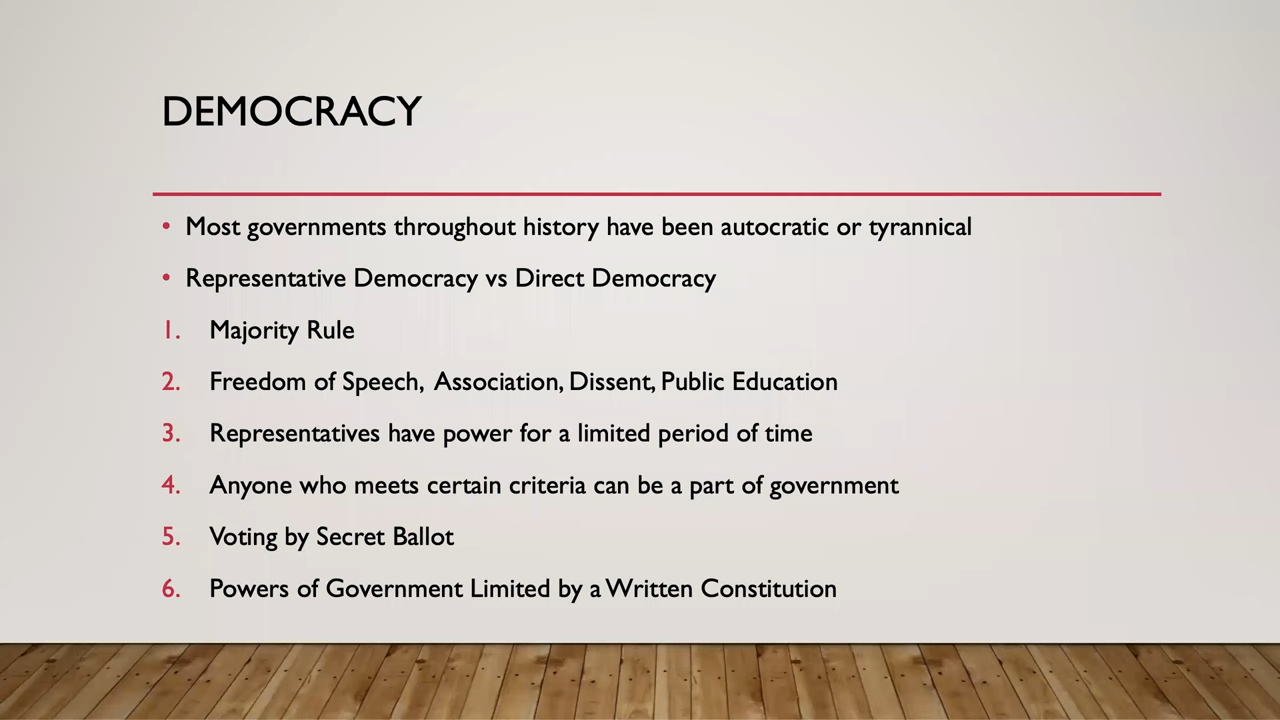 DEMOCRACY
• Most governments throughout history have been autocratic or tyrannical
• Representative Democracy vs Direct Democracy
1. Majority Rule
2. Freedom of Speech, Association, Dissent, Public Education
3. Representatives have power for a limited period of time
4. Anyone who meets certain criteria can be a part of government
5. Voting by Secret Ballot
6. Powers of Government Limited by a Written Constitution